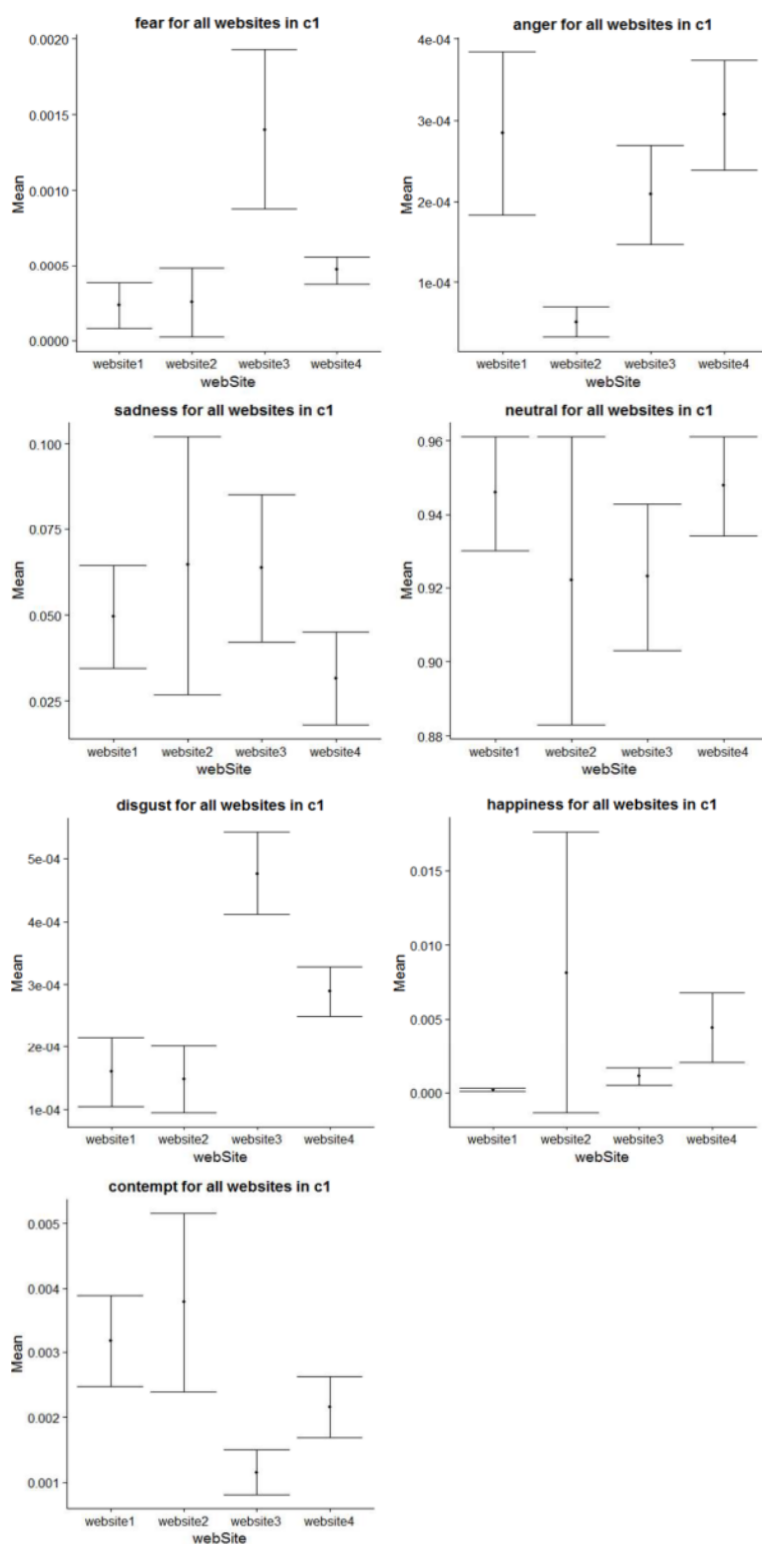 fear for all websites in c1
0.0020
0.0015
0.0010
0.0005
0.0000
Mean
website1 website2 website3 website4
webSite
anger for all websites in c1
4e-04
3e-04
2e-04
1e-04
Mean
website1 website2 website3 website4
webSite
sadness for all websites in c1
0.100
0.075
0.050
0.025
Mean
website1 website2 website3 website4
webSite
neutral for all websites in c1
0.96
0.94
0.92
0.90
0.88
Mean
website1 website2 website3 website4
webSite
disgust for all websites in c1
5e-04
4e-04
3e-04
2e-04
1e-04
Mean
website1 website2 website3 website4
webSite
happiness for all websites in c1
0.015
0.010
0.005
0.000
Mean
website1 website2 website3 website4
webSite
contempt for all websites in c1
0.005
0.004
0.003
0.002
0.001
Mean
website1 website2 website3 website4
webSite